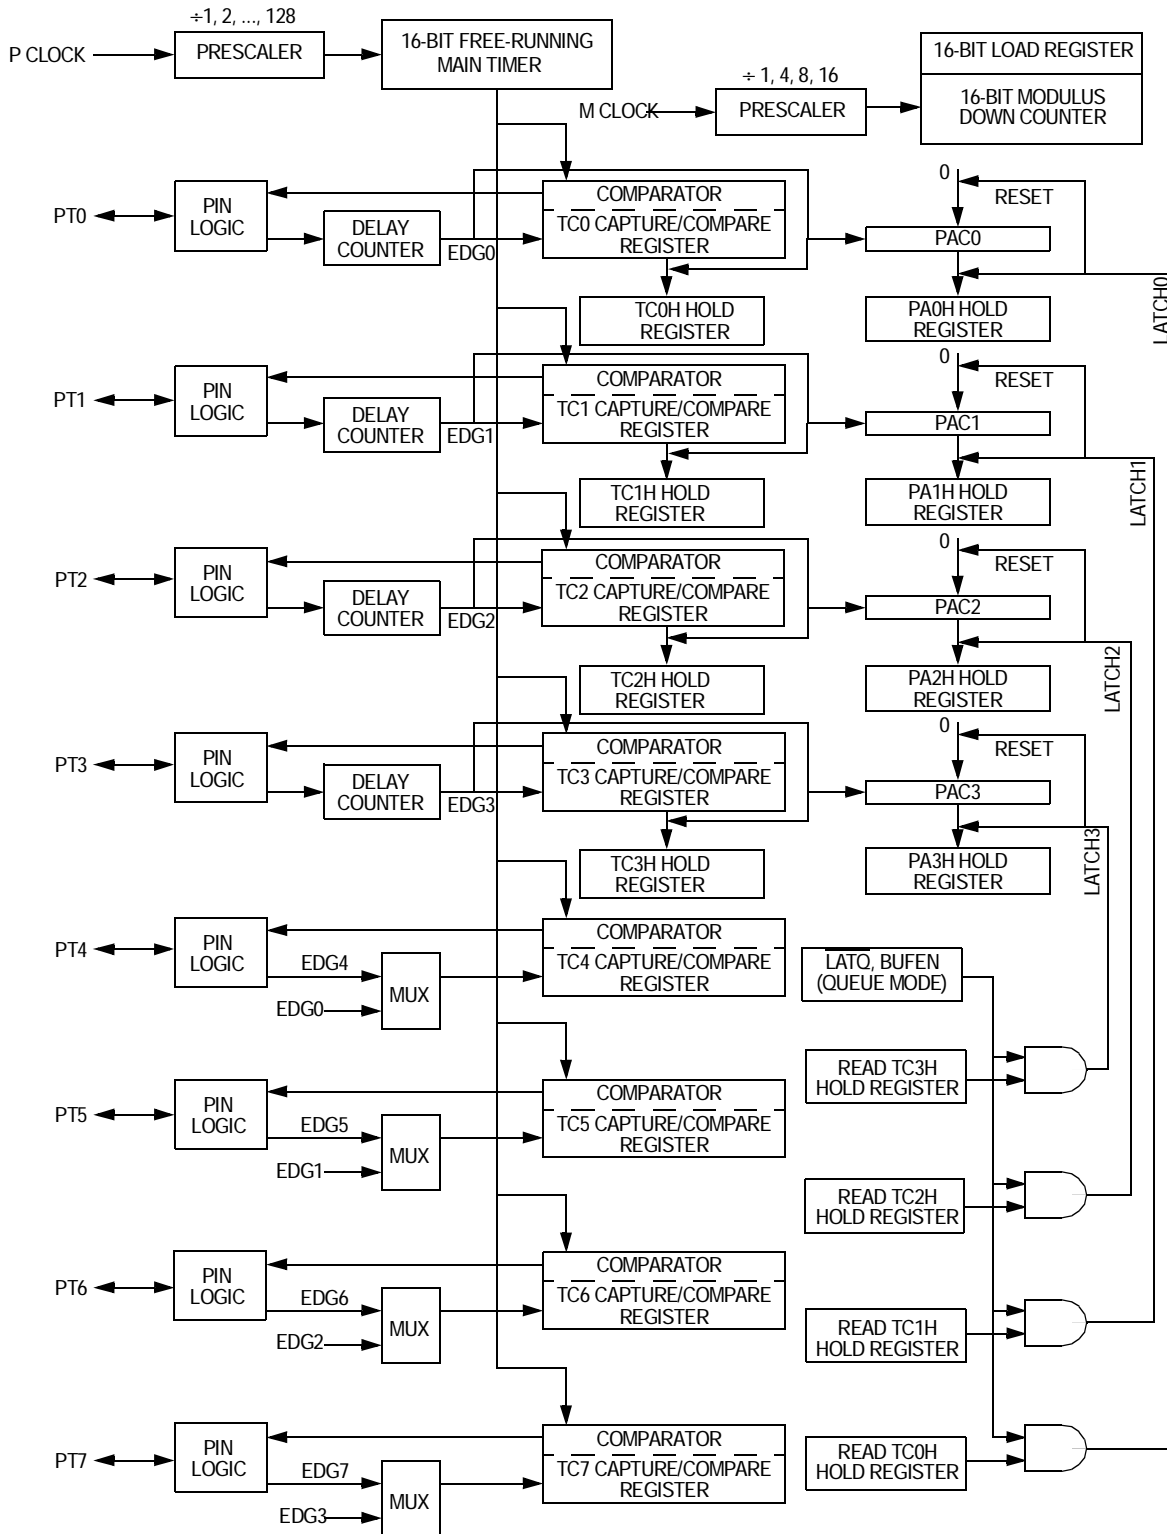 ÷1, 2, ..., 128
P CLOCK
PRESCALER
16-BIT FREE-RUNNING
MAIN TIMER
÷ 1, 4, 8, 16
M CLOCK
PRESCALER
16-BIT LOAD REGISTER
16-BIT MODULUS
DOWN COUNTER
PT0
PIN
LOGIC
DELAY
COUNTER
EDG0
COMPARATOR
TC0 CAPTURE/COMPARE
REGISTER
TC0H HOLD
REGISTER
0
RESET
PAC0
PA0H HOLD
REGISTER
LATCH0
PT1
PIN
LOGIC
DELAY
COUNTER
EDG1
COMPARATOR
TC1 CAPTURE/COMPARE
REGISTER
TC1H HOLD
REGISTER
0
RESET
PAC1
PA1H HOLD
REGISTER
LATCH1
PT2
PIN
LOGIC
DELAY
COUNTER
EDG2
COMPARATOR
TC2 CAPTURE/COMPARE
REGISTER
TC2H HOLD
REGISTER
0
RESET
PAC2
PA2H HOLD
REGISTER
LATCH2
PT3
PIN
LOGIC
DELAY
COUNTER
EDG3
COMPARATOR
TC3 CAPTURE/COMPARE
REGISTER
TC3H HOLD
REGISTER
0
RESET
PAC3
PA3H HOLD
REGISTER
LATCH3
PT4
PIN
LOGIC
EDG4
EDG0
MUX
COMPARATOR
TC4 CAPTURE/COMPARE
REGISTER
LATQ, BUFEN
(QUEUE MODE)
READ TC3H
HOLD REGISTER
PT5
PIN
LOGIC
EDG5
EDG1
MUX
COMPARATOR
TC5 CAPTURE/COMPARE
REGISTER
READ TC2H
HOLD REGISTER
PT6
PIN
LOGIC
EDG6
EDG2
MUX
COMPARATOR
TC6 CAPTURE/COMPARE
REGISTER
READ TC1H
HOLD REGISTER
PT7
PIN
LOGIC
EDG7
EDG3
MUX
COMPARATOR
TC7 CAPTURE/COMPARE
REGISTER
READ TC0H
HOLD REGISTER